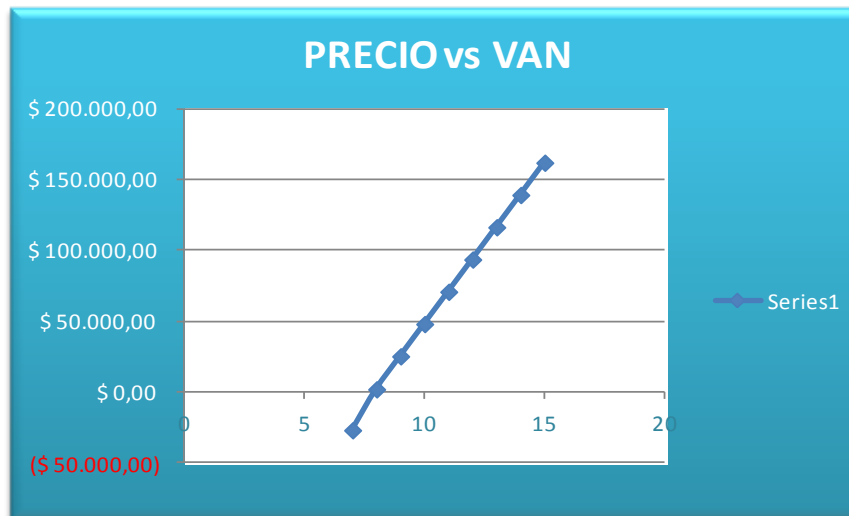 PRECIO vs VAN
$ 200.000,00
$ 150.000,00
$ 100.000,00
$ 50.000,00
$ 0,00
($ 50.000,00)
0 5 10 15 20
Series1